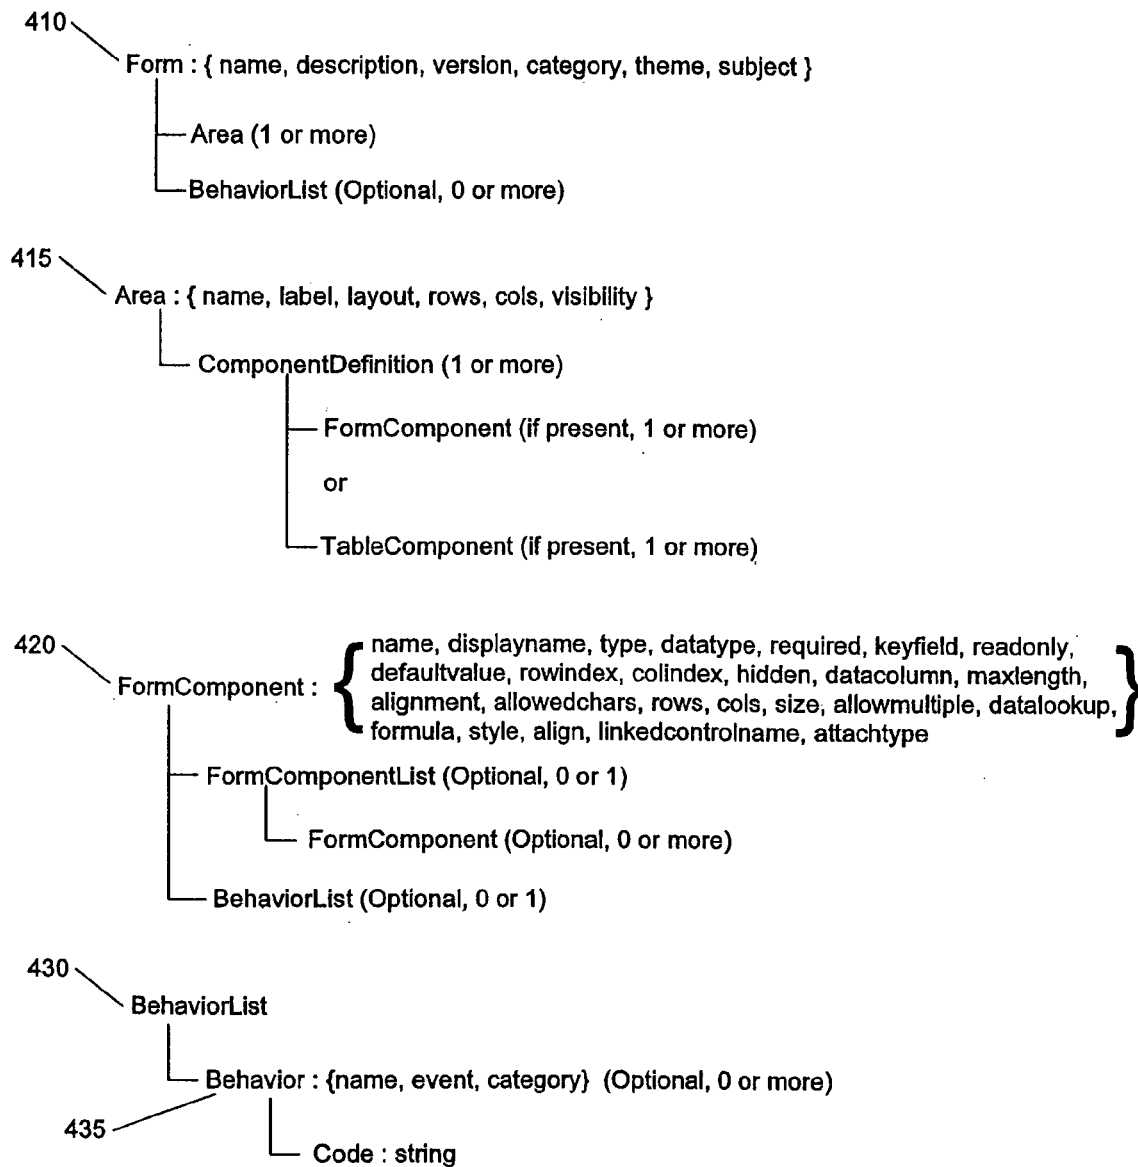 410
Form : { name, description, version, category, theme, subject }
Area (1 or more)
BehaviorList (Optional, 0 or more)
415
Area : { name, label, layout, rows, cols, visibility }
ComponentDefinition (1 or more)
FormComponent (if present, 1 or more)
or
TableComponent (if present, 1 or more)
420
FormComponent : { name, displayname, type, datatype, required, keyfield, readonly,
defaultvalue, rowindex, colindex, hidden, datacolumn, maxlength,
alignment, allowedchars, rows, cols, size, allowmultiple, datalookup,
formula, style, align, linkedcontrolname, attachtype }
FormComponentList (Optional, 0 or 1)
FormComponent (Optional, 0 or more)
BehaviorList (Optional, 0 or 1)
430
BehaviorList
Behavior : {name, event, category} (Optional, 0 or more)
435
Code : string